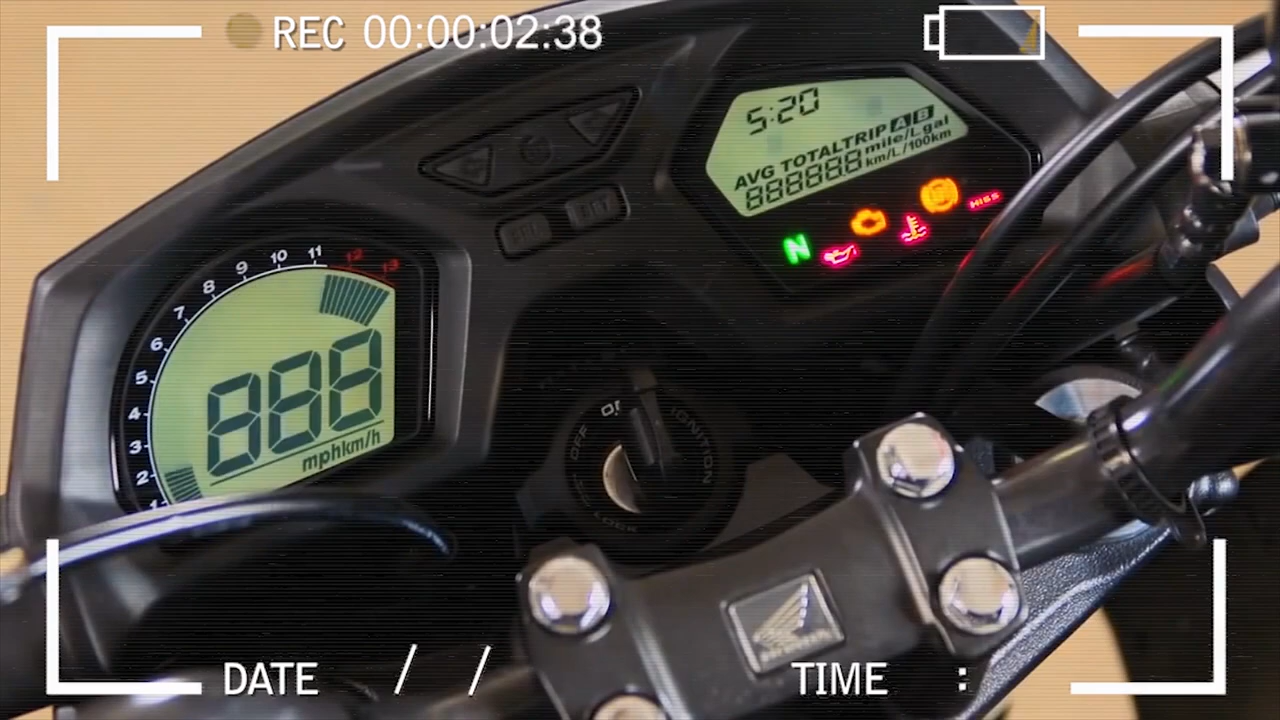 REC 00:00:02:38
5:20
AVG TOTALTRIP A B
mile/L gal
888888 km/L/100km
N
HISS
1 2 3 4 5 6 7 8 9 10 11 12 13
888
mphkm/h
OFF
IGNITION
LOCK
HONDA
DATE / /
TIME :